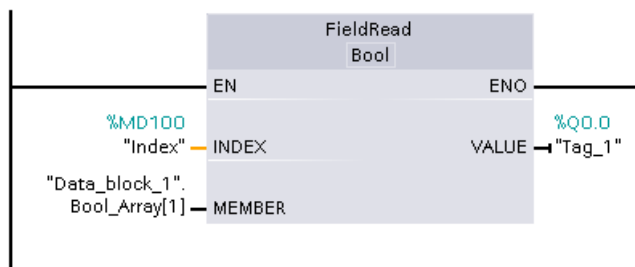 FieldRead
Bool
EN
ENO
%MD100
"Index"
INDEX
%Q0.0
VALUE
"Tag_1"
"Data_block_1".
Bool_Array[1]
MEMBER